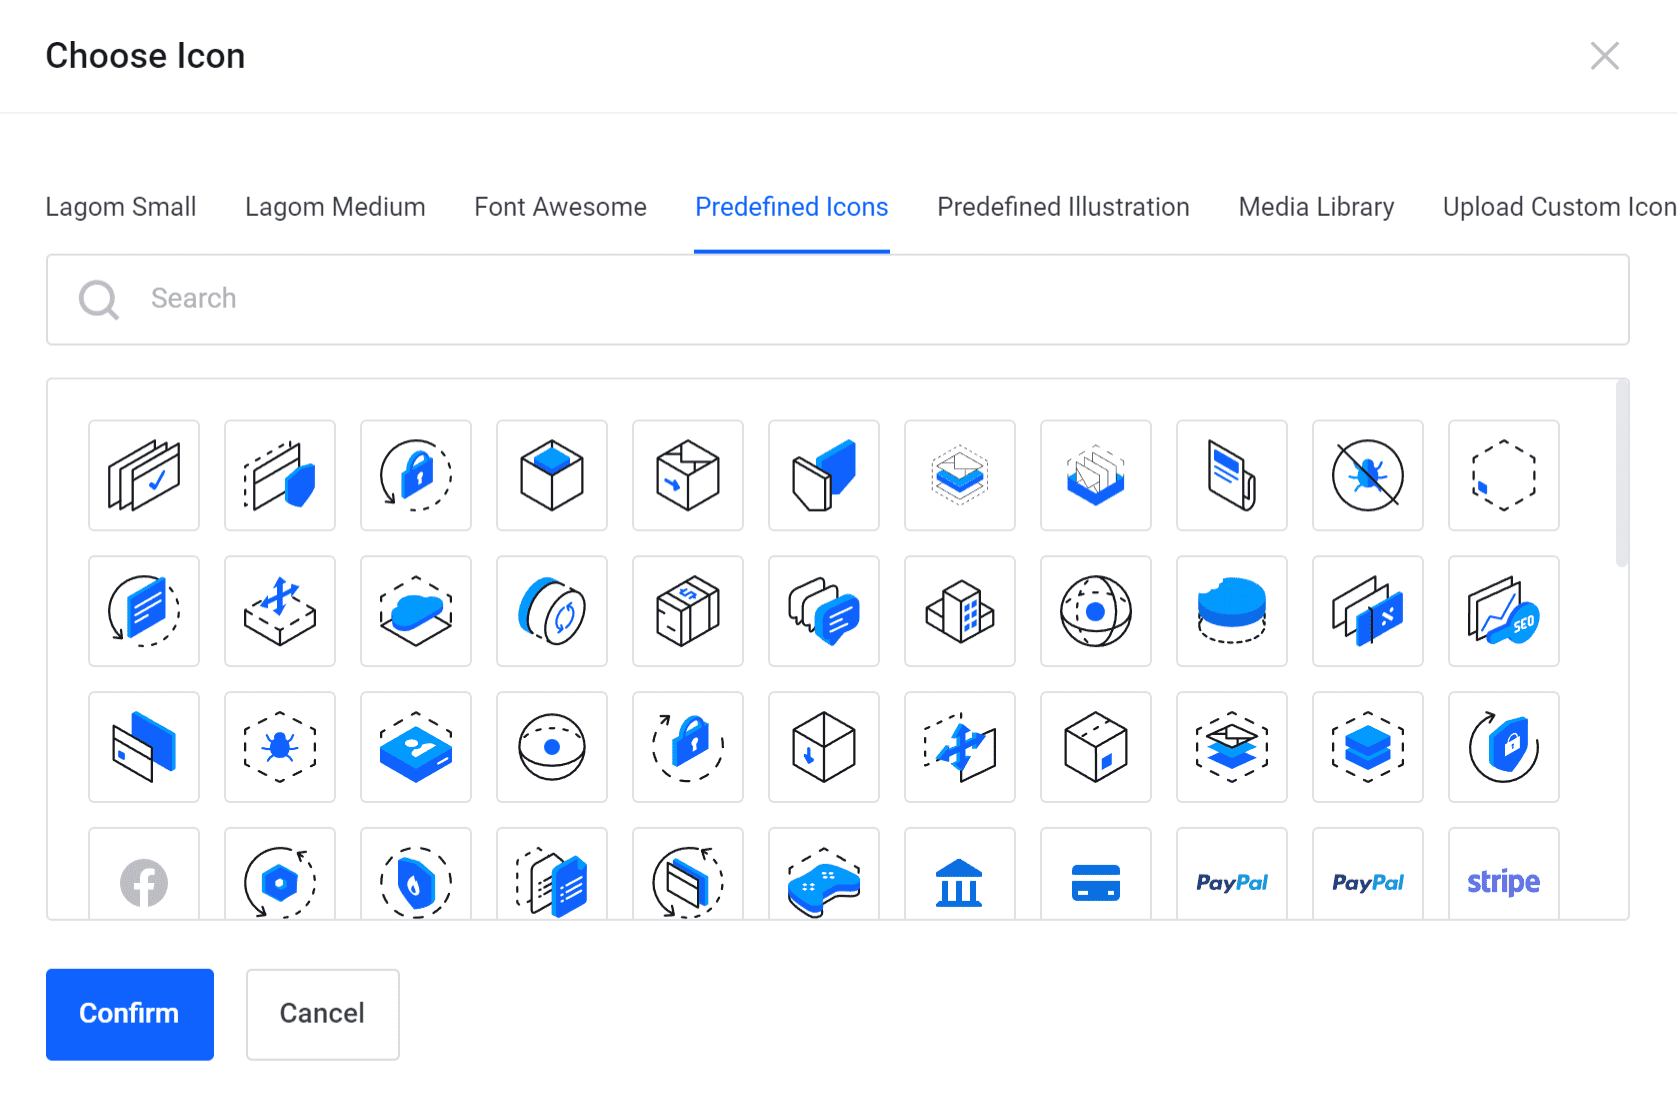 Choose Icon
Lagom Small
Lagom Medium
Font Awesome
Predefined Icons
Predefined Illustration
Media Library
Upload Custom Icon
Search
SEO
PayPal
PayPal
stripe
Confirm
Cancel